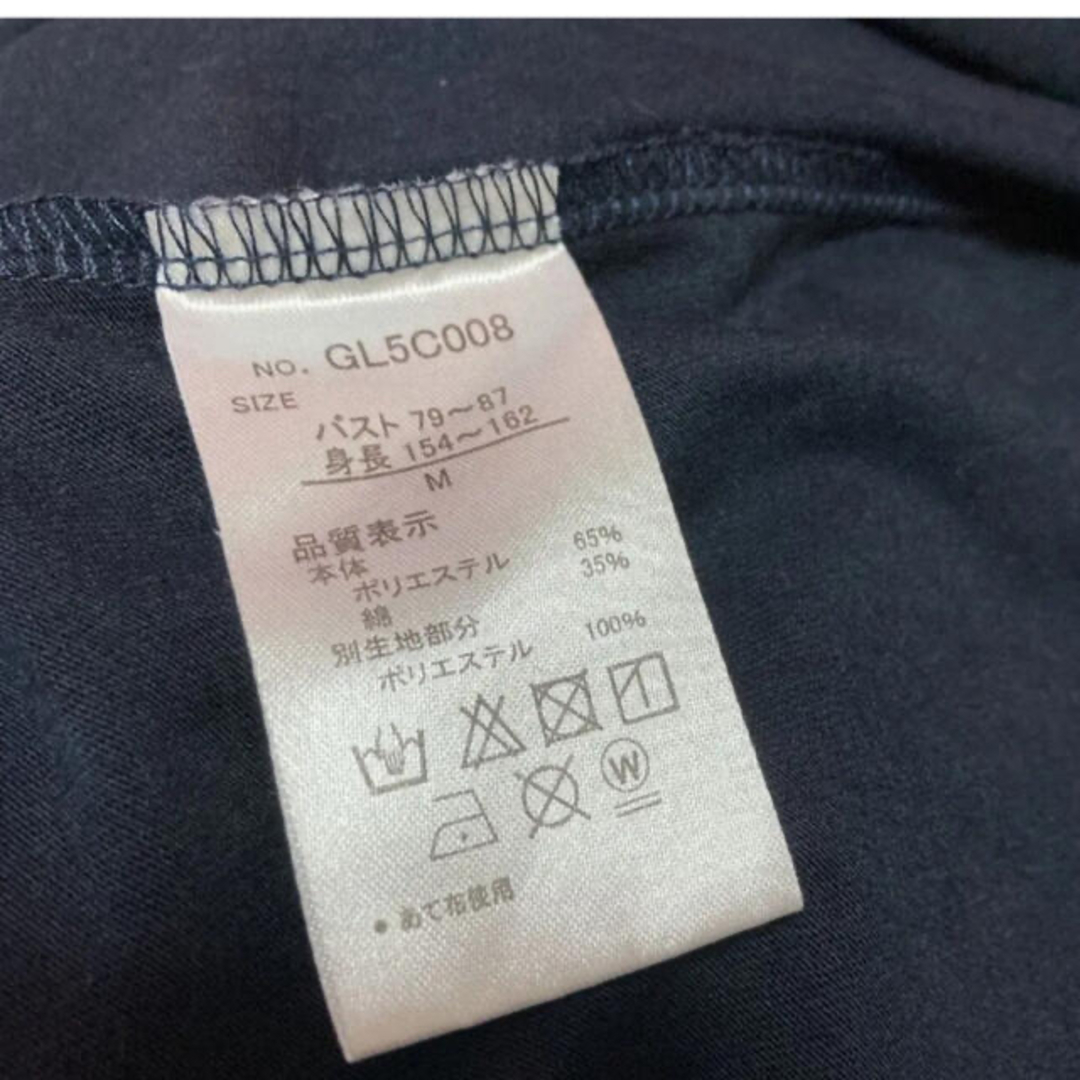 NO. GL5C008
SIZE
バスト 79〜87
身長 154〜162
M
品質表示
本体
ポリエステル 65%
綿 35%
別生地部分
ポリエステル 100%
W
• あて布使用